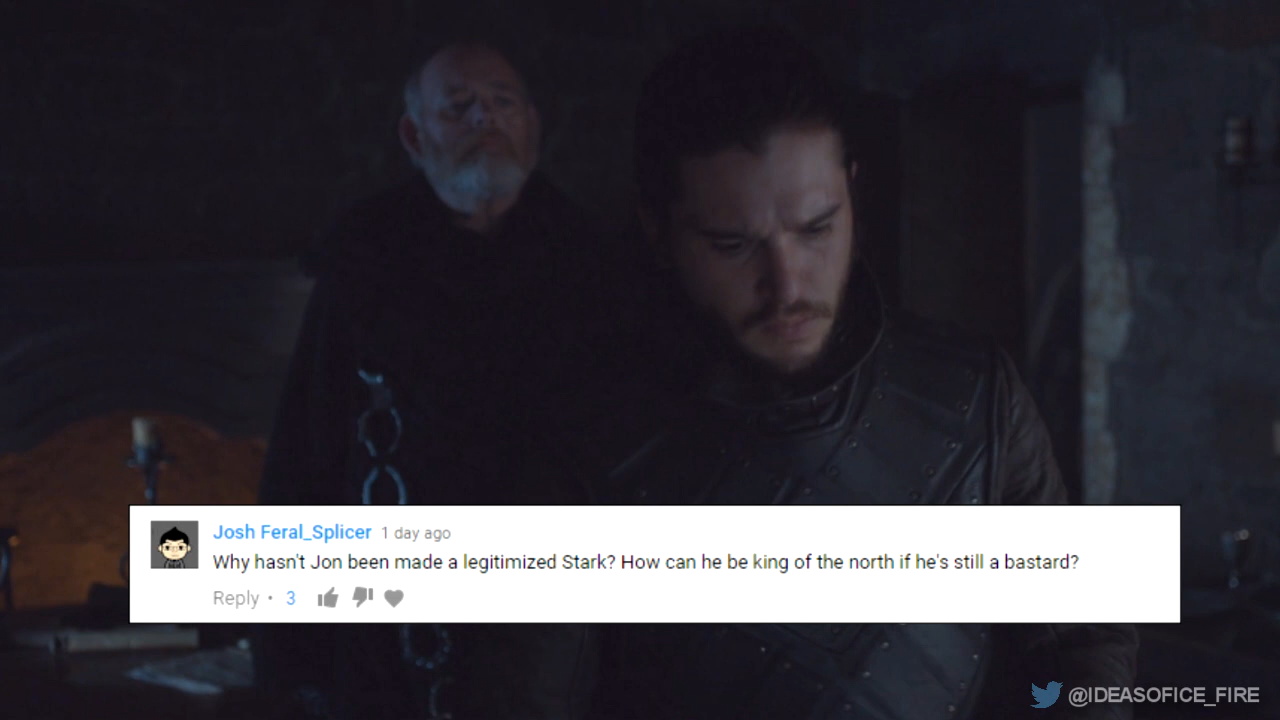 Josh Feral_Splicer 1 day ago
Why hasn't Jon been made a legitimized Stark? How can he be king of the north if he's still a bastard?
Reply • 3
@IDEASOFICE_FIRE